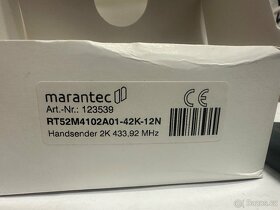 marantec
Art.-Nr.: 123539
RT52M4102A01-42K-12N
Handsender 2K 433,92 MHz
CE